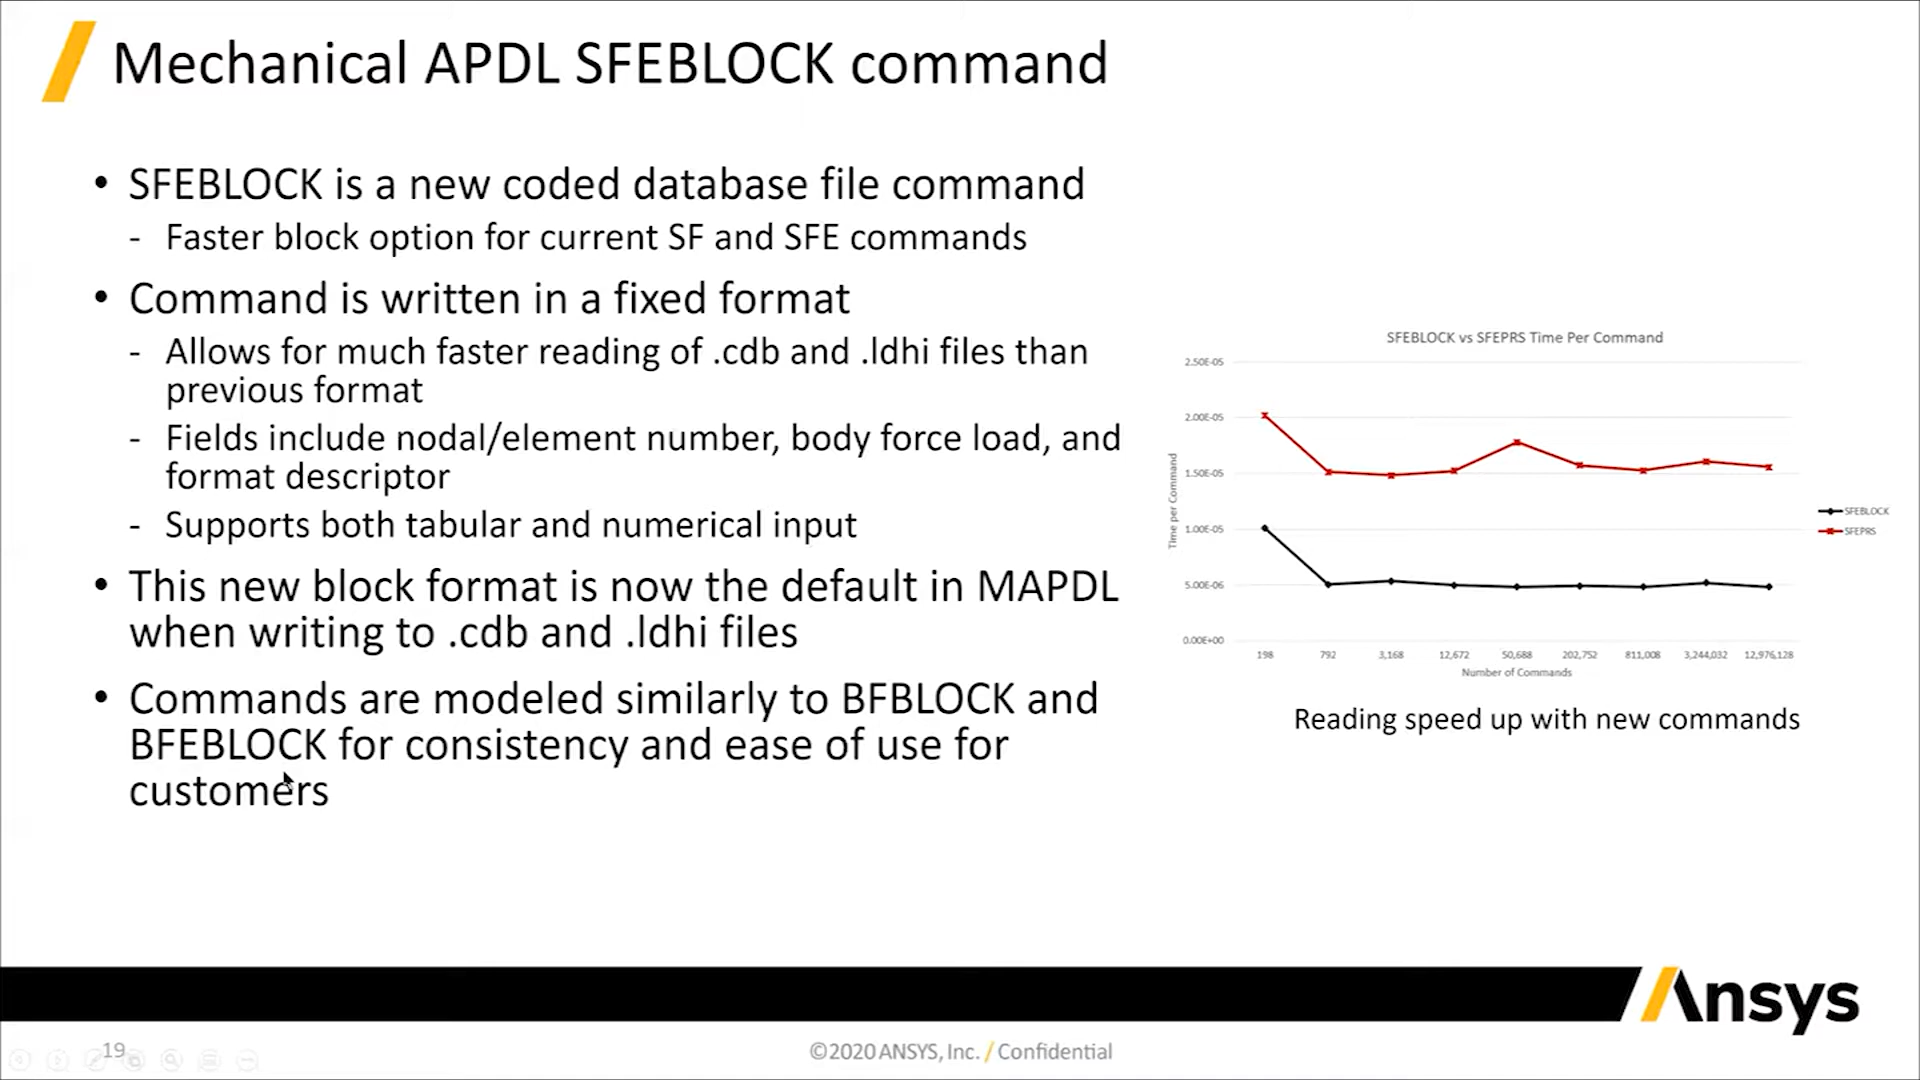 Mechanical APDL SFEBLOCK command
• SFEBLOCK is a new coded database file command
- Faster block option for current SF and SFE commands
• Command is written in a fixed format
- Allows for much faster reading of .cdb and .ldhi files than
previous format
- Fields include nodal/element number, body force load, and
format descriptor
- Supports both tabular and numerical input
• This new block format is now the default in MAPDL
when writing to .cdb and .ldhi files
• Commands are modeled similarly to BFBLOCK and
BFEBLOCK for consistency and ease of use for
customers
SFEBLOCK vs SFEPRS Time Per Command
2.50E-05
2.00E-05
1.50E-05
1.00E-05
5.00E-06
0.00E+00
Time per Command
198 792 3,168 12,672 50,688 202,752 811,008 3,244,032 12,976,128
Number of Commands
SFEBLOCK
SFEPRS
Reading speed up with new commands
Ansys
19
©2020 ANSYS, Inc. / Confidential